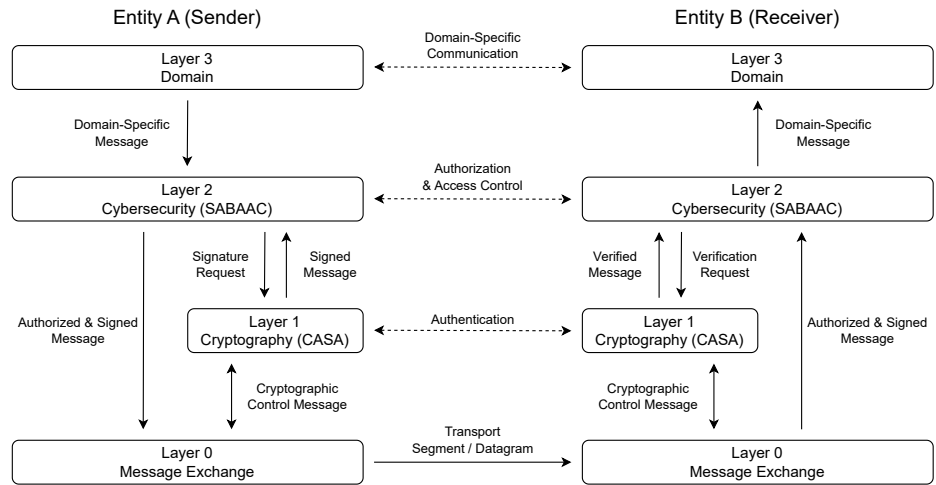 Entity A (Sender)
Entity B (Receiver)
Layer 3
Domain
Domain-Specific
Communication
Layer 3
Domain
Domain-Specific
Message
Domain-Specific
Message
Layer 2
Cybersecurity (SABAAC)
Authorization
& Access Control
Layer 2
Cybersecurity (SABAAC)
Signature
Request
Signed
Message
Verified
Message
Verification
Request
Authorized & Signed
Message
Layer 1
Cryptography (CASA)
Authentication
Layer 1
Cryptography (CASA)
Authorized & Signed
Message
Cryptographic
Control Message
Cryptographic
Control Message
Layer 0
Message Exchange
Transport
Segment / Datagram
Layer 0
Message Exchange